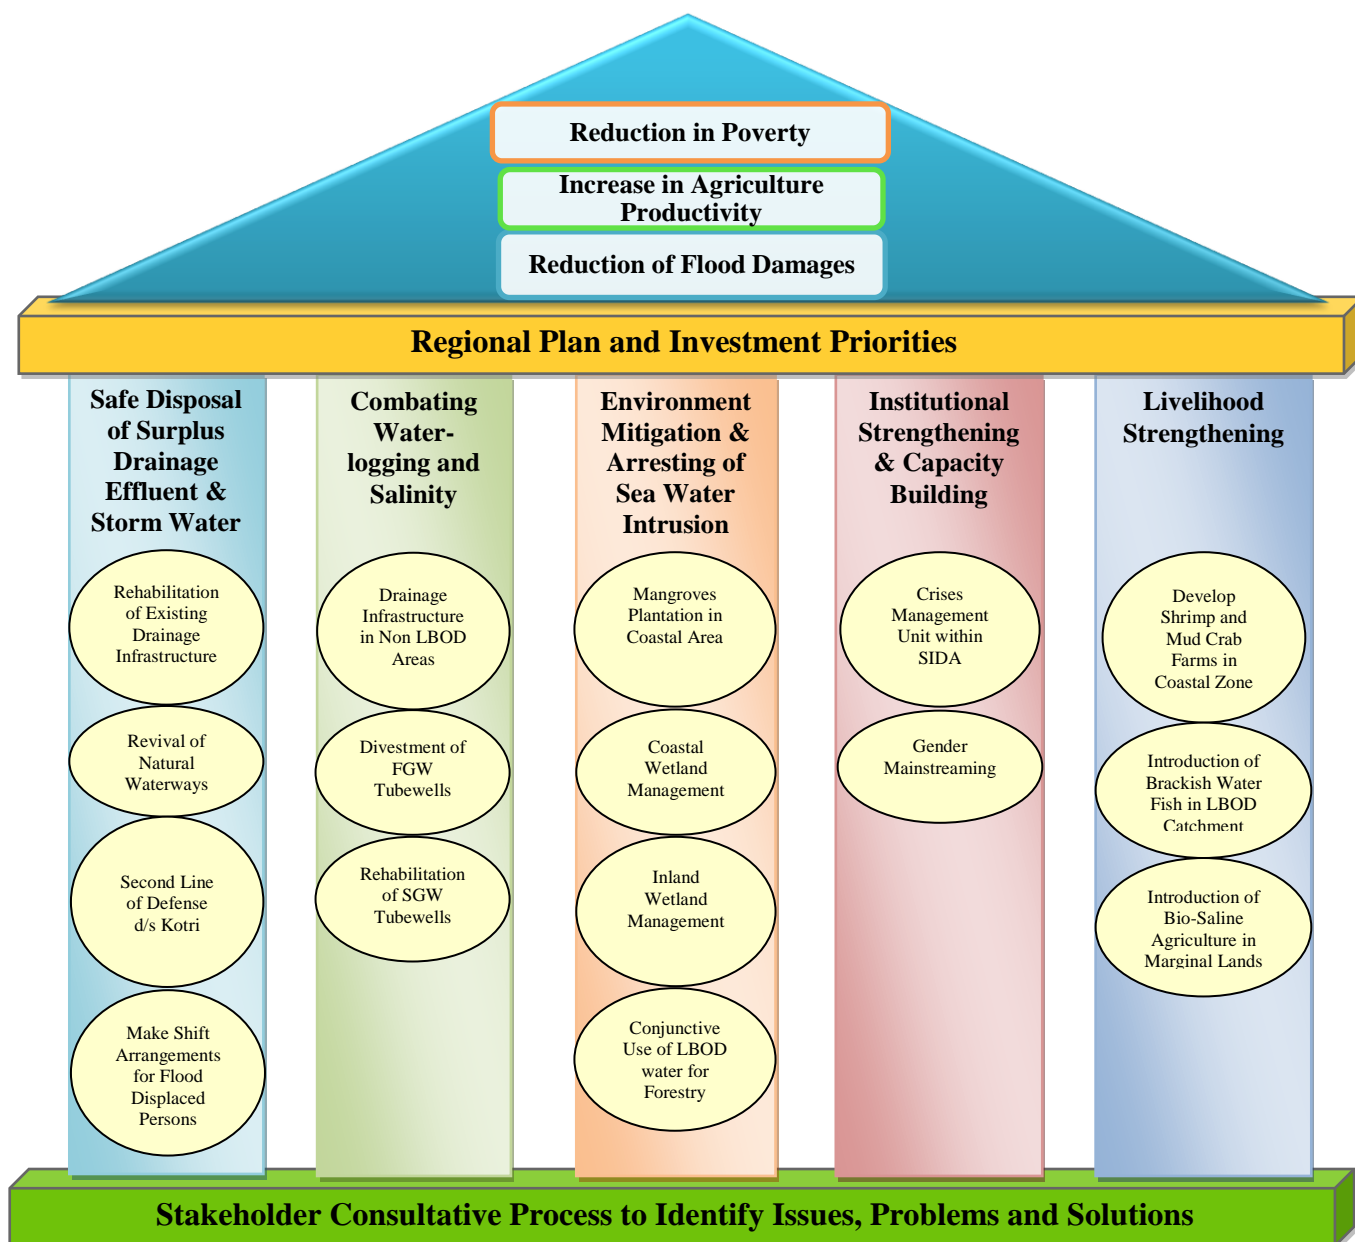 Reduction in Poverty
Increase in Agriculture
Productivity
Reduction of Flood Damages
Regional Plan and Investment Priorities
Safe Disposal
of Surplus
Drainage
Effluent &
Storm Water
Rehabilitation
of Existing
Drainage
Infrastructure
Revival of
Natural
Waterways
Second Line
of Defense
d/s Kotri
Make Shift
Arrangements
for Flood
Displaced
Persons
Combating
Water-
logging and
Salinity
Drainage
Infrastructure
in Non LBOD
Areas
Divestment of
FGW
Tubewells
Rehabilitation
of SGW
Tubewells
Environment
Mitigation &
Arresting of
Sea Water
Intrusion
Mangroves
Plantation in
Coastal Area
Coastal
Wetland
Management
Inland
Wetland
Management
Conjunctive
Use of LBOD
water for
Forestry
Institutional
Strengthening
& Capacity
Building
Crises
Management
Unit within
SIDA
Gender
Mainstreaming
Livelihood
Strengthening
Develop
Shrimp and
Mud Crab
Farms in
Coastal Zone
Introduction of
Brackish Water
Fish in LBOD
Catchment
Introduction of
Bio-Saline
Agriculture in
Marginal Lands
Stakeholder Consultative Process to Identify Issues, Problems and Solutions